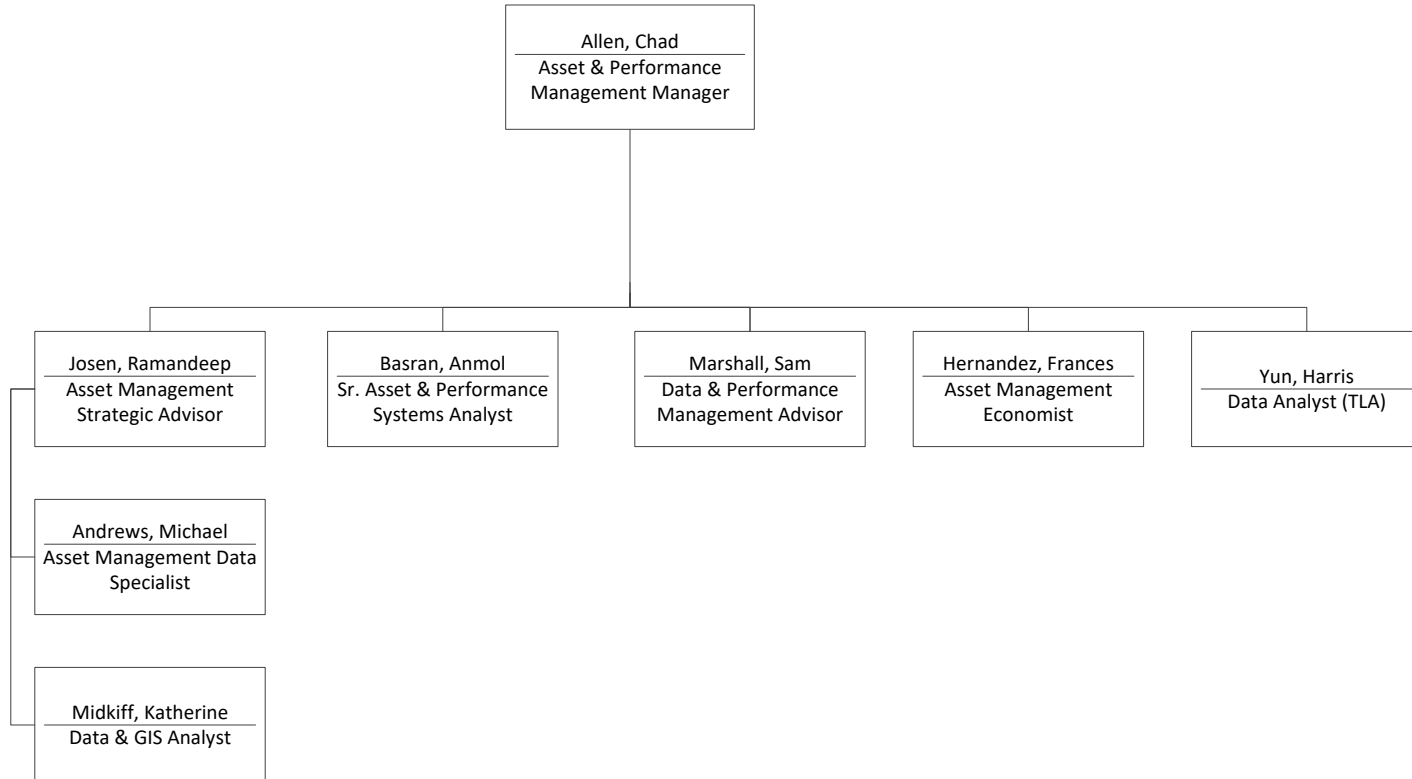 Allen, Chad
Asset & Performance
Management Manager
Josen, Ramandeep
Asset Management
Strategic Advisor
Basran, Anmol
Sr. Asset & Performance
Systems Analyst
Marshall, Sam
Data & Performance
Management Advisor
Hernandez, Frances
Asset Management
Economist
Yun, Harris
Data Analyst (TLA)
Andrews, Michael
Asset Management Data
Specialist
Midkiff, Katherine
Data & GIS Analyst